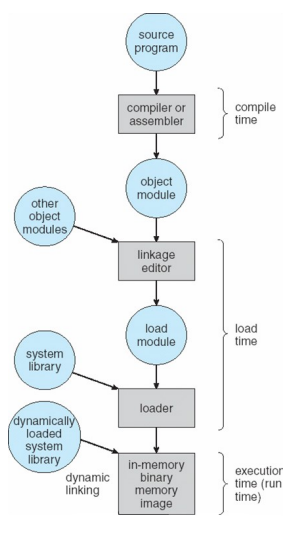 source
program
compiler or
assembler
compile
time
object
module
other
object
modules
linkage
editor
load
module
load
time
system
library
loader
dynamically
loaded
system
library
dynamic
linking
in-memory
binary
memory
image
execution
time (run
time)